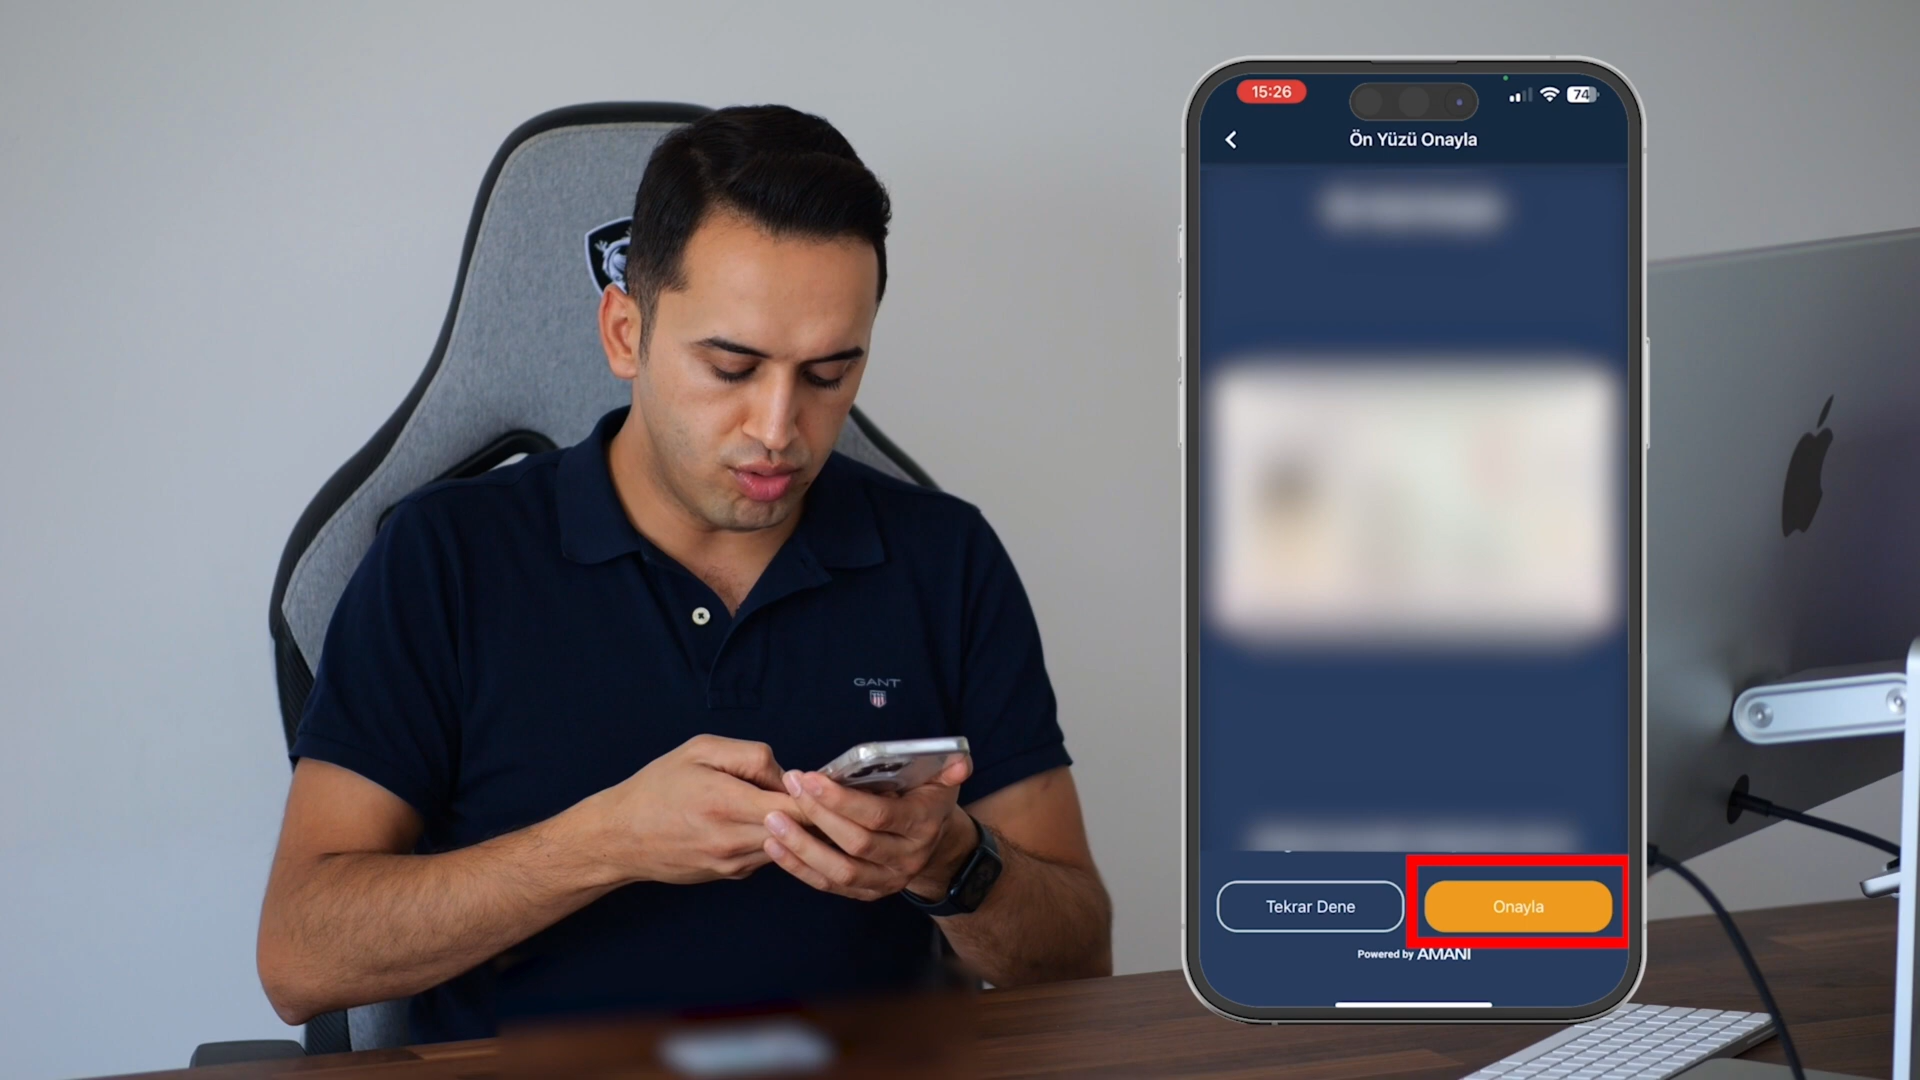 15:26
74
Ön Yüzü Onayla
GANT
Tekrar Dene
Onayla
Powered by AMANI